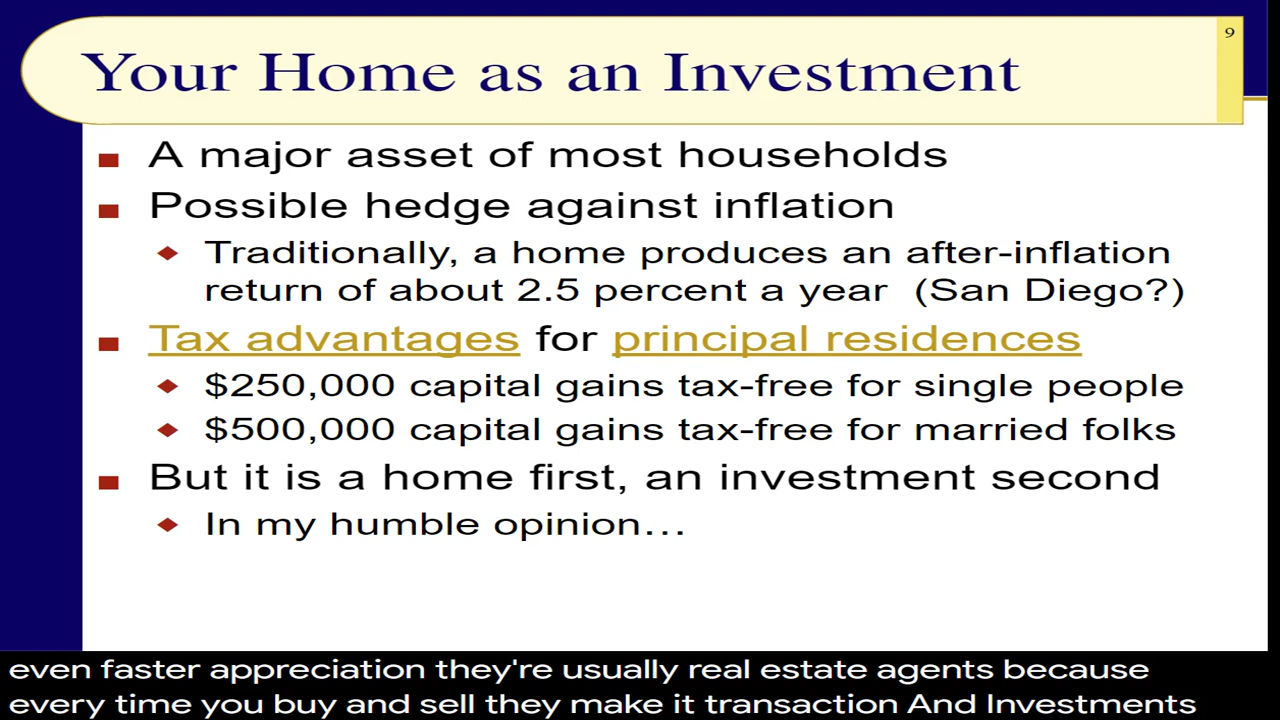 9
Your Home as an Investment
A major asset of most households
Possible hedge against inflation
Traditionally, a home produces an after-inflation
return of about 2.5 percent a year (San Diego?)
Tax advantages for principal residences
$250,000 capital gains tax-free for single people
$500,000 capital gains tax-free for married folks
But it is a home first, an investment second
In my humble opinion…
even faster appreciation they're usually real estate agents because
every time you buy and sell they make it transaction And Investments